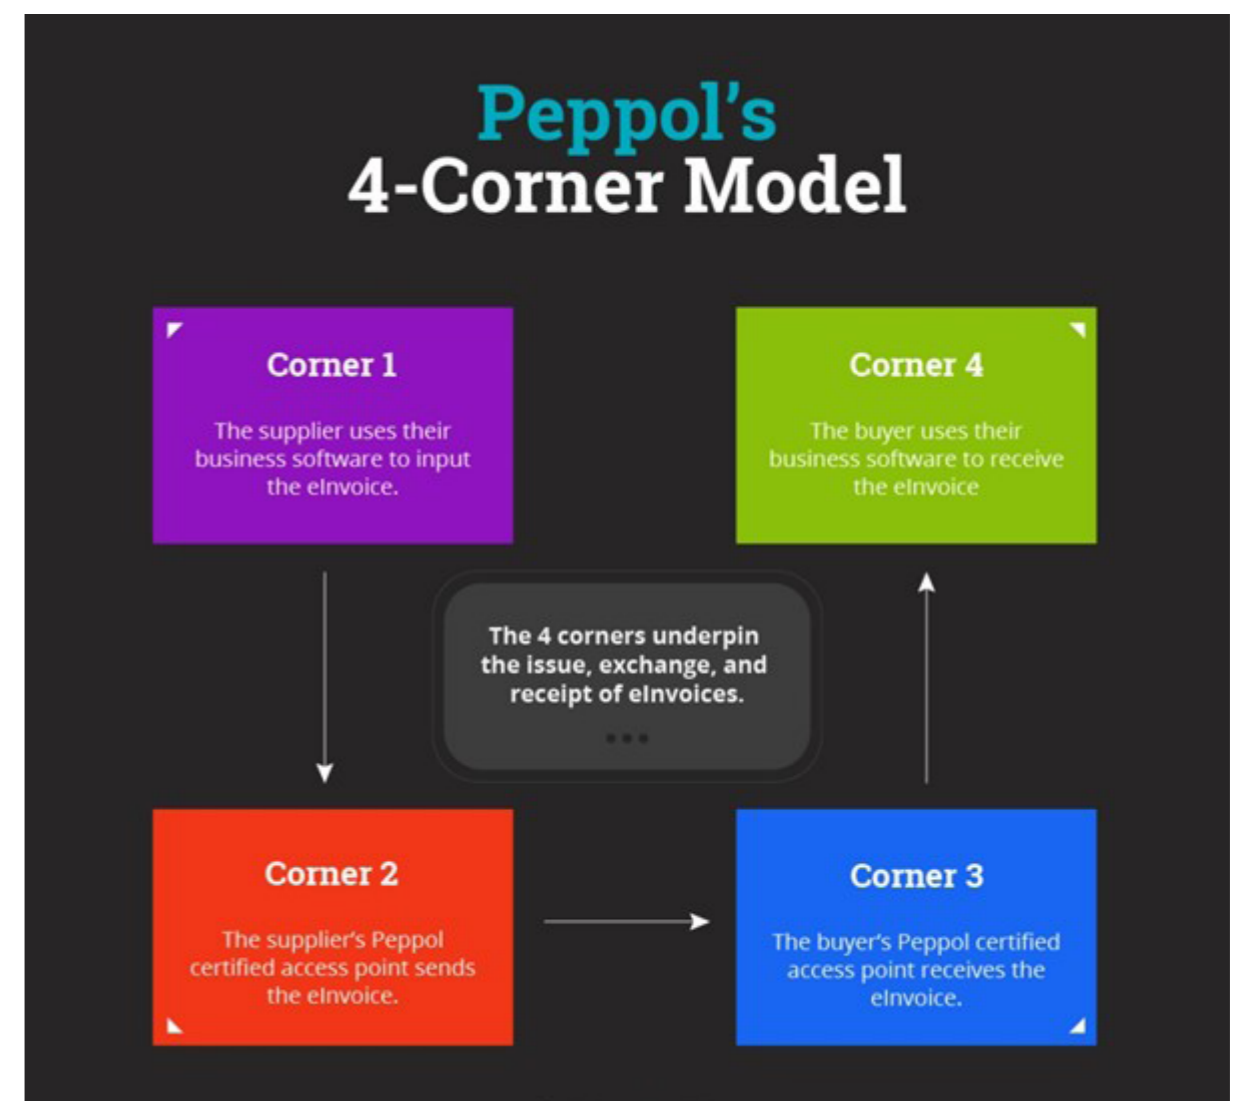 Peppol's
4-Corner Model
Corner 1
The supplier uses their
business software to input
the eInvoice.
Corner 4
The buyer uses their
business software to receive
the eInvoice
The 4 corners underpin
the issue, exchange, and
receipt of eInvoices.
Corner 2
The supplier's Peppol
certified access point sends
the eInvoice.
Corner 3
The buyer's Peppol certified
access point receives the
eInvoice.